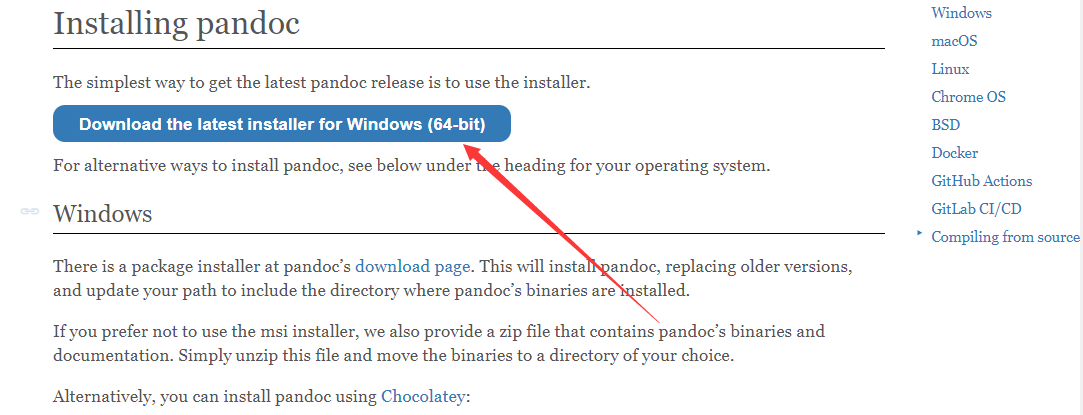 Installing pandoc
The simplest way to get the latest pandoc release is to use the installer.
Download the latest installer for Windows (64-bit)
For alternative ways to install pandoc, see below under the heading for your operating system.
Windows
There is a package installer at pandoc’s download page. This will install pandoc, replacing older versions,
and update your path to include the directory where pandoc’s binaries are installed.
If you prefer not to use the msi installer, we also provide a zip file that contains pandoc’s binaries and
documentation. Simply unzip this file and move the binaries to a directory of your choice.
Alternatively, you can install pandoc using Chocolatey:
Windows
macOS
Linux
Chrome OS
BSD
Docker
GitHub Actions
GitLab CI/CD
Compiling from source